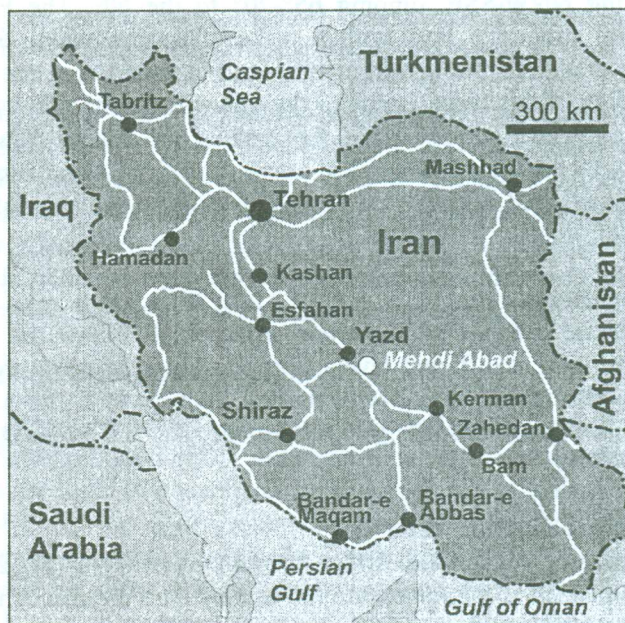 Caspian
Sea
Turkmenistan
300 km
Tabritz
Mashhad
Iraq
Tehran
Iran
Hamadan
Kashan
Afghanistan
Esfahan
Yazd
Mehdi Abad
Kerman
Shiraz
Zahedan
Bam
Bandar-e
Maqam
Bandar-e
Abbas
Saudi
Arabia
Persian
Gulf
Gulf of Oman